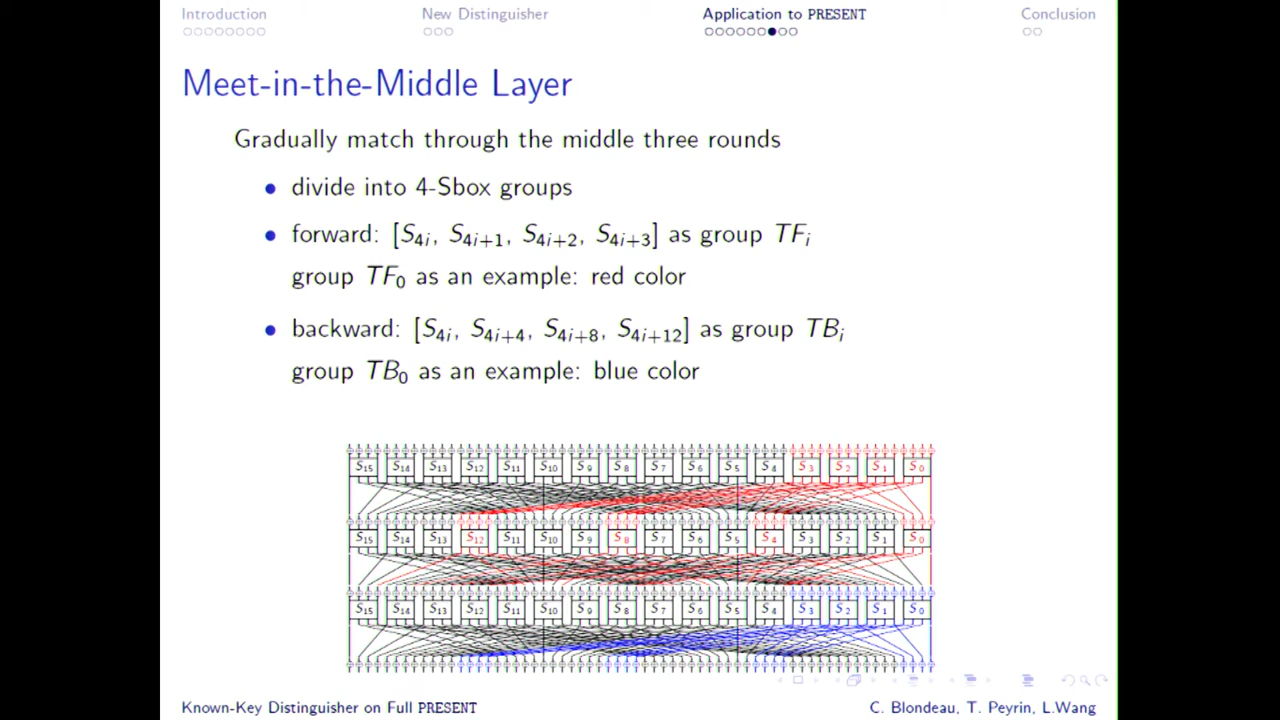 Introduction New Distinguisher Application to PRESENT Conclusion
Meet-in-the-Middle Layer
Gradually match through the middle three rounds
• divide into 4-Sbox groups
• forward: [S4i, S4i+1, S4i+2, S4i+3] as group TFi
group TF0 as an example: red color
• backward: [S4i, S4i+4, S4i+8, S4i+12] as group TBi
group TB0 as an example: blue color
S15 S14 S13 S12 S11 S10 S9 S8 S7 S6 S5 S4 S3 S2 S1 S0
S15 S14 S13 S12 S11 S10 S9 S8 S7 S6 S5 S4 S3 S2 S1 S0
S15 S14 S13 S12 S11 S10 S9 S8 S7 S6 S5 S4 S3 S2 S1 S0
Known-Key Distinguisher on Full PRESENT C. Blondeau, T. Peyrin, L.Wang